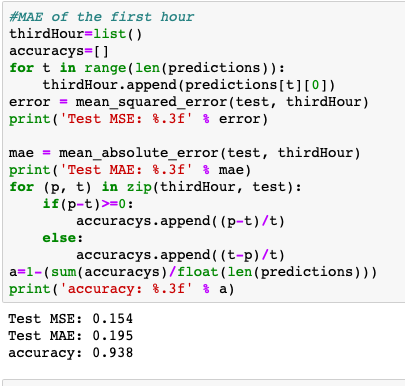 #MAE of the first hour
thirdHour=list()
accuracys=[]
for t in range(len(predictions)):
    thirdHour.append(predictions[t][0])
error = mean_squared_error(test, thirdHour)
print('Test MSE: %.3f' % error)

mae = mean_absolute_error(test, thirdHour)
print('Test MAE: %.3f' % mae)
for (p, t) in zip(thirdHour, test):
    if(p-t)>=0:
        accuracys.append((p-t)/t)
    else:
        accuracys.append((t-p)/t)
a=1-(sum(accuracys)/float(len(predictions)))
print('accuracy: %.3f' % a)
Test MSE: 0.154
Test MAE: 0.195
accuracy: 0.938